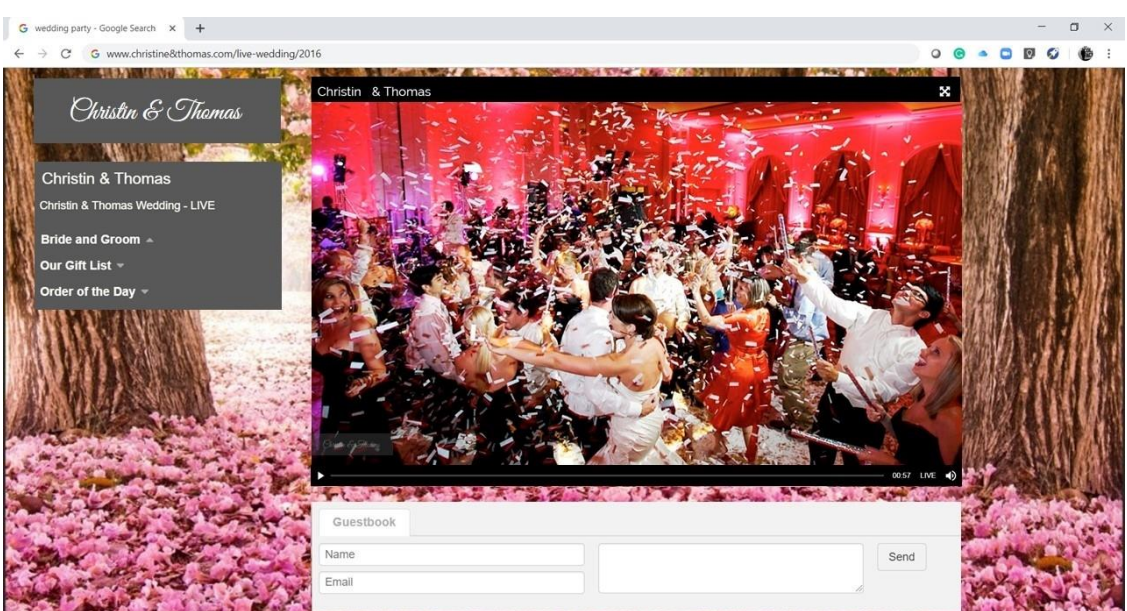 wedding party - Google Search
www.christine&thomas.com/live-wedding/2016
Christin & Thomas
Christin & Thomas
Christin & Thomas Wedding - LIVE
Bride and Groom
Our Gift List
Order of the Day
Christin & Thomas
Christin & Thomas
00:57 LIVE
Guestbook
Name
Email
Send